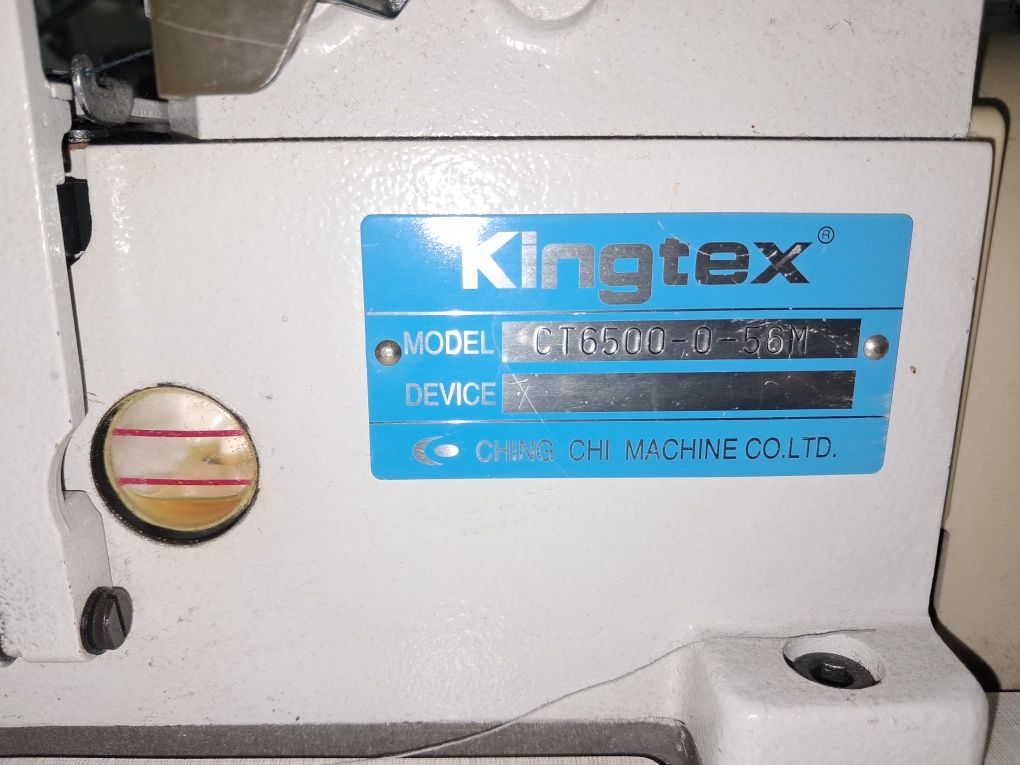 Kingtex®
MODEL CT6500-0-56M
DEVICE
CHING CHI MACHINE CO.LTD.